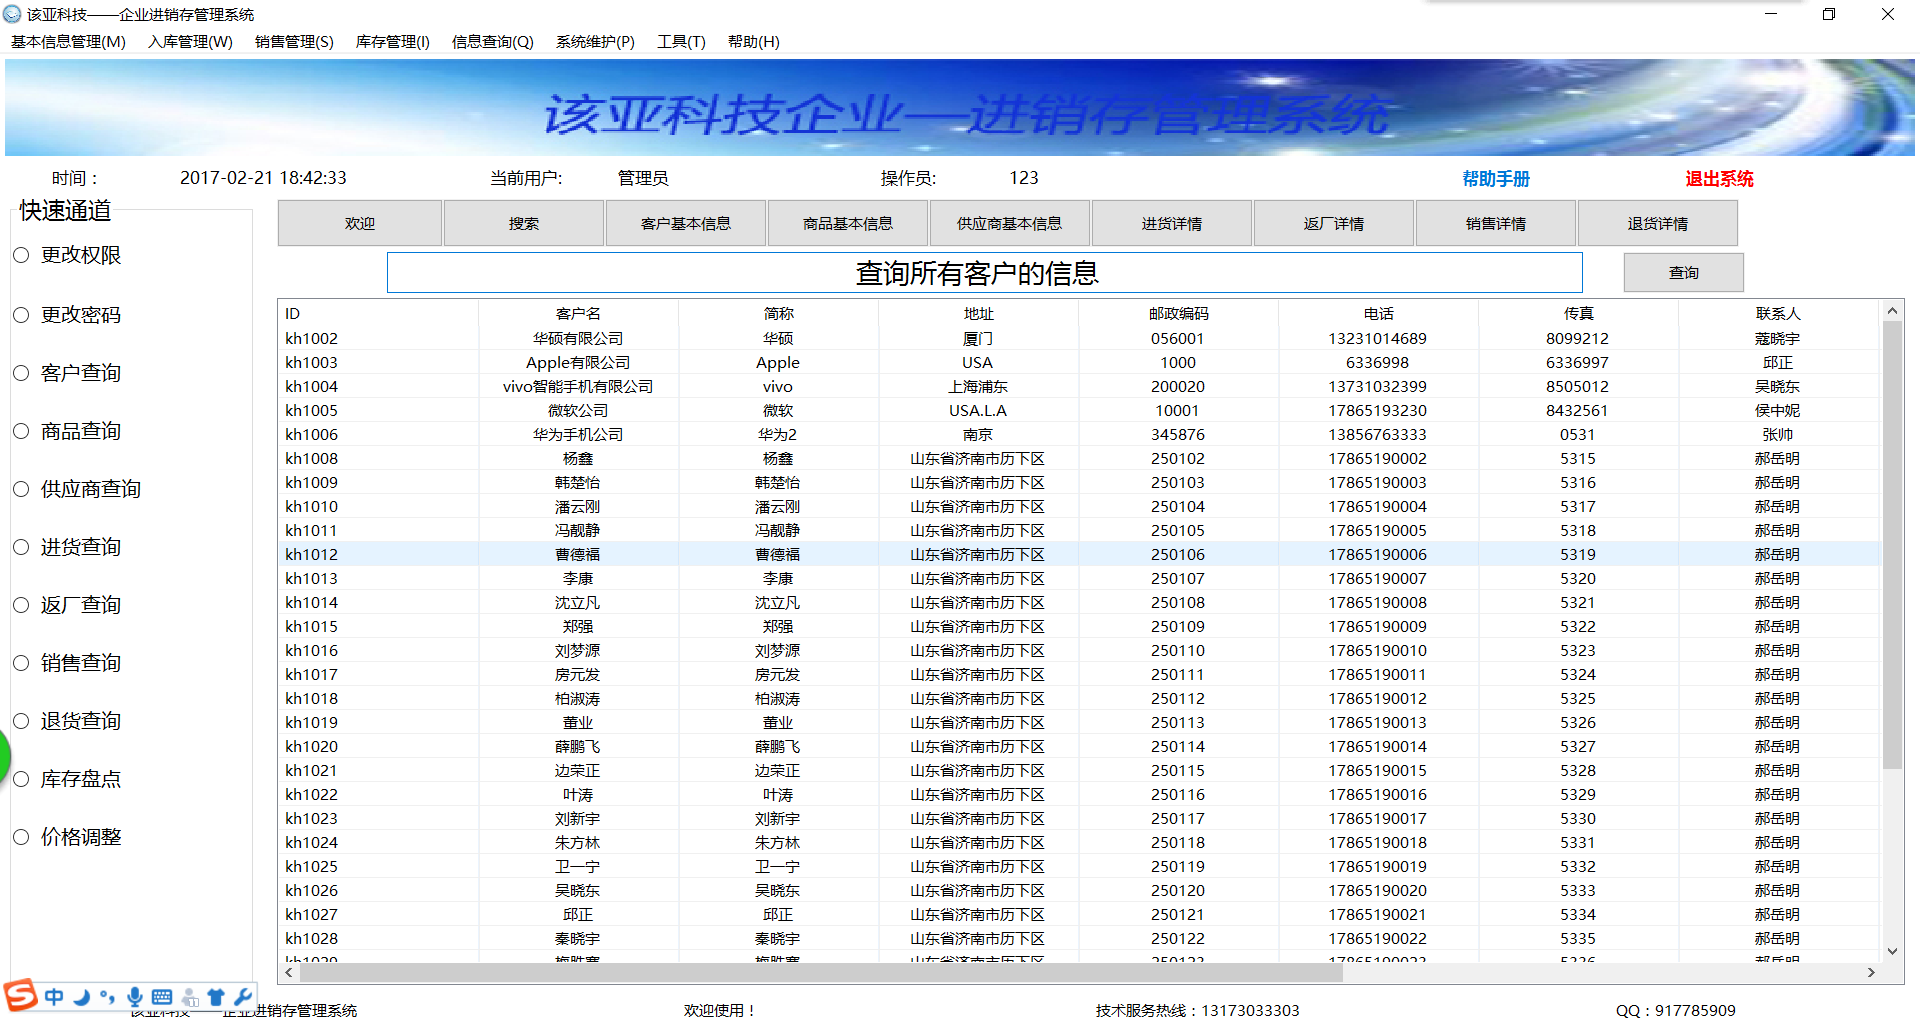 该亚科技——企业进销存管理系统
基本信息管理(M) 入库管理(W) 销售管理(S) 库存管理(I) 信息查询(Q) 系统维护(P) 工具(T) 帮助(H)
该亚科技企业—进销存管理系统
时间： 2017-02-21 18:42:33 当前用户: 管理员 操作员: 123 帮助手册 退出系统
快速通道
更改权限
更改密码
客户查询
商品查询
供应商查询
进货查询
返厂查询
销售查询
退货查询
库存盘点
价格调整
欢迎 搜索 客户基本信息 商品基本信息 供应商基本信息 进货详情 返厂详情 销售详情 退货详情
查询所有客户的信息 查询
ID 客户名 简称 地址 邮政编码 电话 传真 联系人
kh1002 华硕有限公司 华硕 厦门 056001 13231014689 8099212 蔻晓宇
kh1003 Apple有限公司 Apple USA 1000 6336998 6336997 邱正
kh1004 vivo智能手机有限公司 vivo 上海浦东 200020 13731032399 8505012 吴晓东
kh1005 微软公司 微软 USA.L.A 10001 17865193230 8432561 侯中妮
kh1006 华为手机公司 华为2 南京 345876 13856763333 0531 张帅
kh1008 杨鑫 杨鑫 山东省济南市历下区 250102 17865190002 5315 郝岳明
kh1009 韩楚怡 韩楚怡 山东省济南市历下区 250103 17865190003 5316 郝岳明
kh1010 潘云刚 潘云刚 山东省济南市历下区 250104 17865190004 5317 郝岳明
kh1011 冯靓静 冯靓静 山东省济南市历下区 250105 17865190005 5318 郝岳明
kh1012 曹德福 曹德福 山东省济南市历下区 250106 17865190006 5319 郝岳明
kh1013 李康 李康 山东省济南市历下区 250107 17865190007 5320 郝岳明
kh1014 沈立凡 沈立凡 山东省济南市历下区 250108 17865190008 5321 郝岳明
kh1015 郑强 郑强 山东省济南市历下区 250109 17865190009 5322 郝岳明
kh1016 刘梦源 刘梦源 山东省济南市历下区 250110 17865190010 5323 郝岳明
kh1017 房元发 房元发 山东省济南市历下区 250111 17865190011 5324 郝岳明
kh1018 柏淑涛 柏淑涛 山东省济南市历下区 250112 17865190012 5325 郝岳明
kh1019 董业 董业 山东省济南市历下区 250113 17865190013 5326 郝岳明
kh1020 薛鹏飞 薛鹏飞 山东省济南市历下区 250114 17865190014 5327 郝岳明
kh1021 边荣正 边荣正 山东省济南市历下区 250115 17865190015 5328 郝岳明
kh1022 叶涛 叶涛 山东省济南市历下区 250116 17865190016 5329 郝岳明
kh1023 刘新宇 刘新宇 山东省济南市历下区 250117 17865190017 5330 郝岳明
kh1024 朱方林 朱方林 山东省济南市历下区 250118 17865190018 5331 郝岳明
kh1025 卫一宁 卫一宁 山东省济南市历下区 250119 17865190019 5332 郝岳明
kh1026 吴晓东 吴晓东 山东省济南市历下区 250120 17865190020 5333 郝岳明
kh1027 邱正 邱正 山东省济南市历下区 250121 17865190021 5334 郝岳明
kh1028 秦晓宇 秦晓宇 山东省济南市历下区 250122 17865190022 5335 郝岳明
kh1029 山东省济南市历下区 250123 17865190023 5336 郝岳明
中
该亚科技——企业进销存管理系统 欢迎使用！ 技术服务热线：13173033303 QQ：917785909